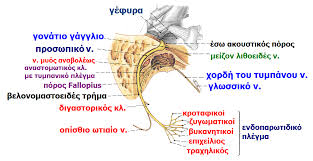 γέφυρα
γονάτιο γάγγλιο
προσωπικό ν.
ν. μυός αναβολέως
αναστομωτικός κλ.
με τυμπανικό πλέγμα
πόρος Fallopius
βελονομαστοειδές τρήμα
διγαστορικός κλ.
οπίσθιο ωτιαίο ν.
έσω ακουστικός πόρος
μείζον λιθοειδές ν.
χορδή του τυμπάνου ν.
γλωσσικό ν.
κροταφικοί
ζυγωματικοί
βυκανητικοί
επιχείλιος
τραχηλικός
ενδοπαρωτιδικό
πλέγμα